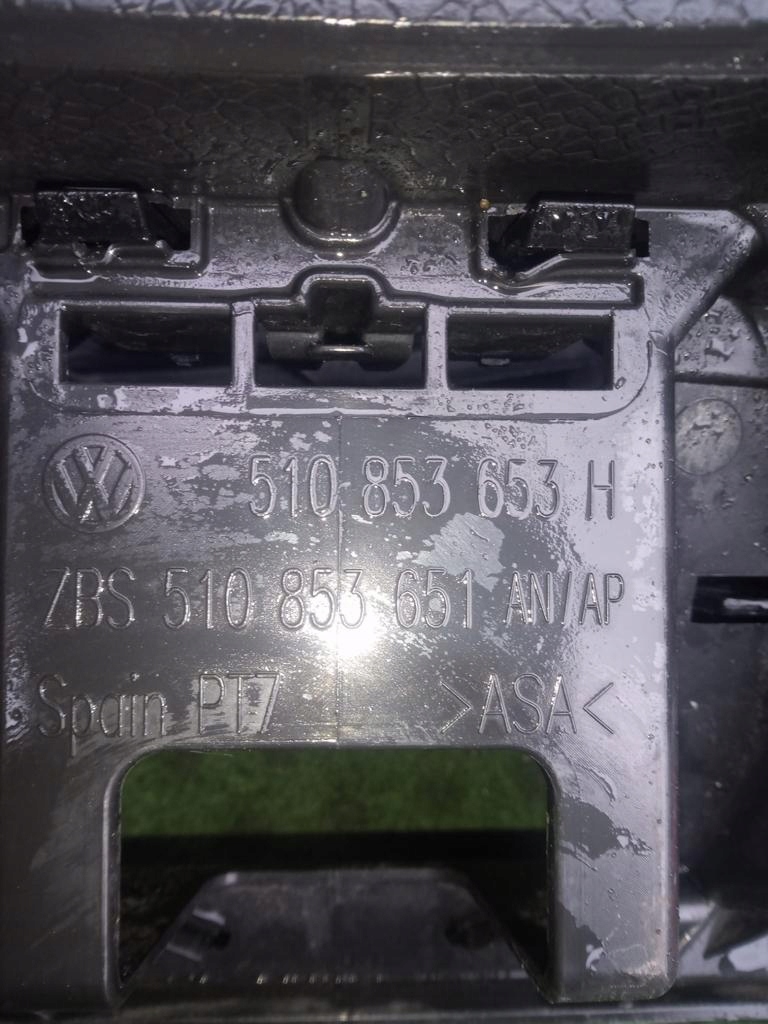 510 853 653 H
ZBS 510 853 651 AN/AP
Spain PT7 >ASA<